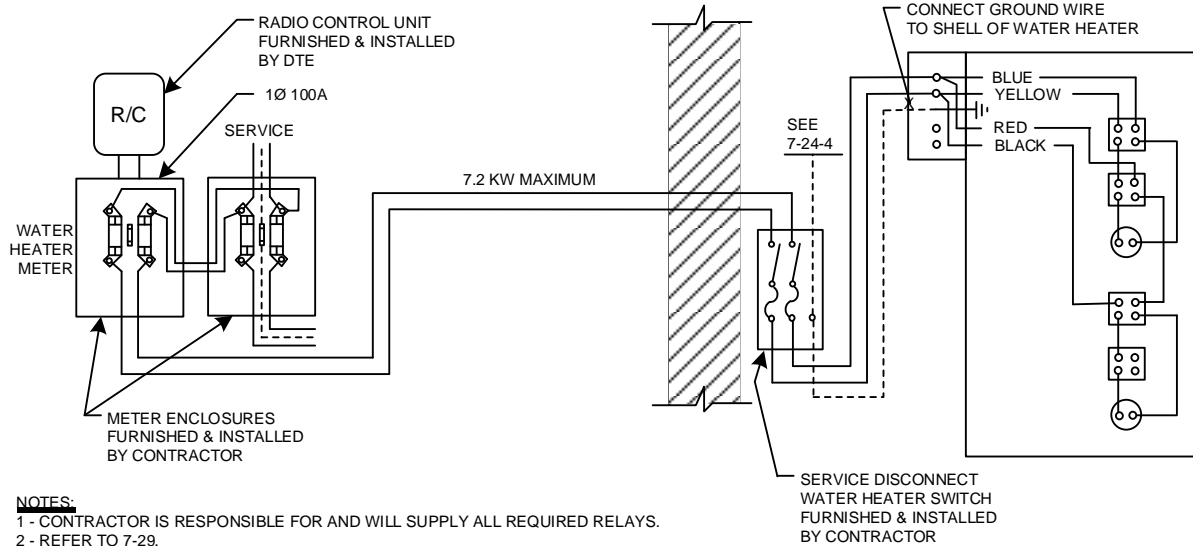 RADIO CONTROL UNIT
FURNISHED & INSTALLED
BY DTE
CONNECT GROUND WIRE
TO SHELL OF WATER HEATER
R/C
1Ø 100A
SERVICE
BLUE
YELLOW
RED
BLACK
SEE
7-24-4
7.2 KW MAXIMUM
WATER
HEATER
METER
METER ENCLOSURES
FURNISHED & INSTALLED
BY CONTRACTOR
SERVICE DISCONNECT
WATER HEATER SWITCH
FURNISHED & INSTALLED
BY CONTRACTOR
NOTES:
1 - CONTRACTOR IS RESPONSIBLE FOR AND WILL SUPPLY ALL REQUIRED RELAYS.
2 - REFER TO 7-29.